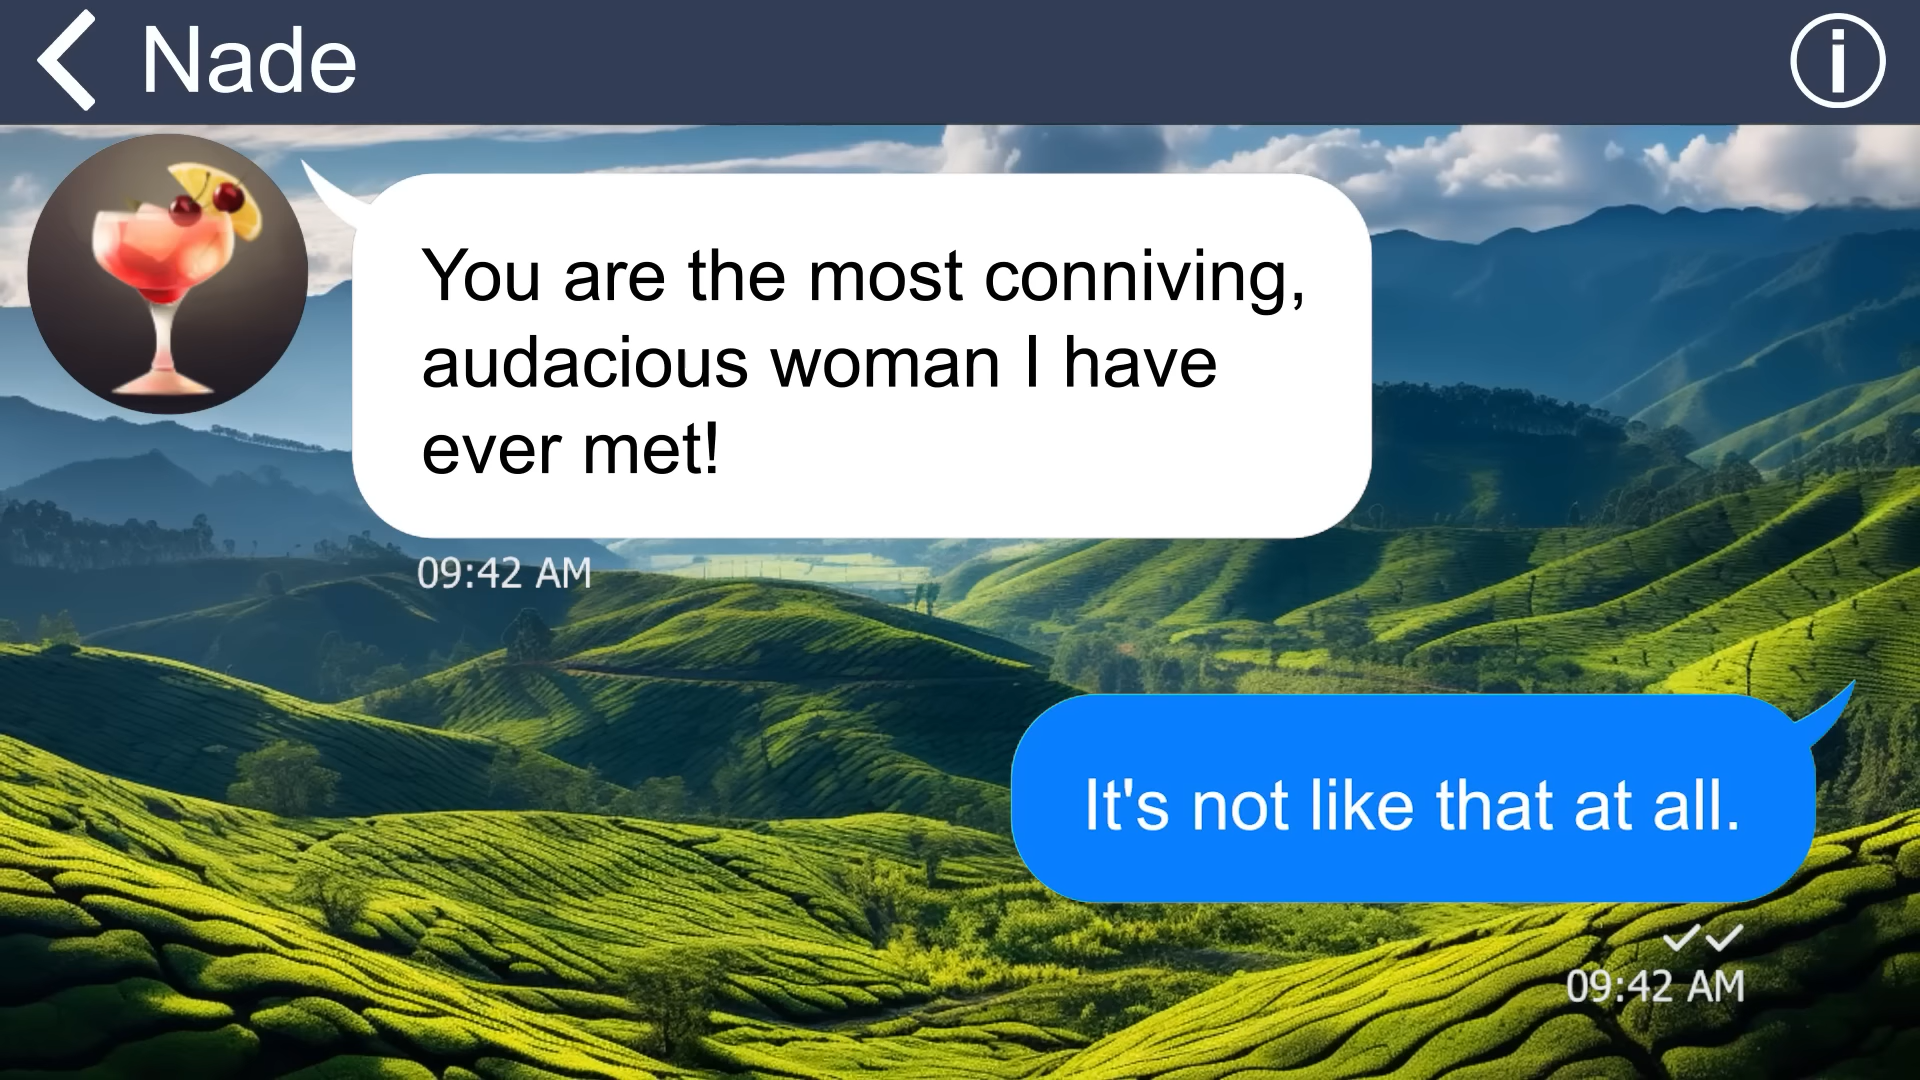 Nade
You are the most conniving,
audacious woman I have
ever met!
09:42 AM
It's not like that at all.
09:42 AM